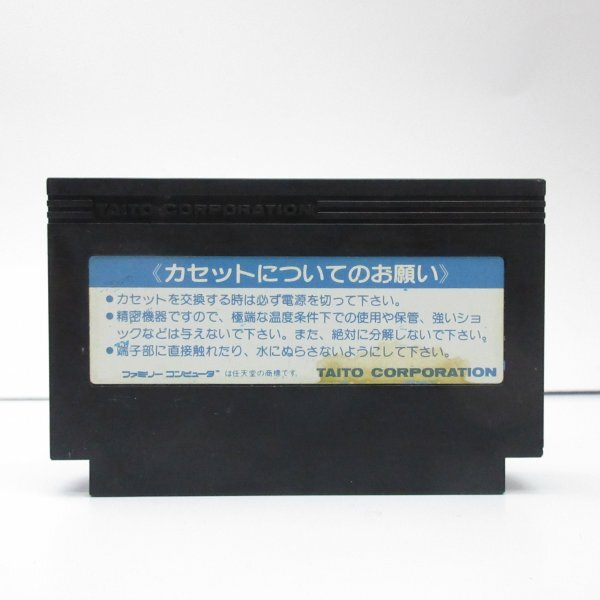 TAITO CORPORATION
《カセットについてのお願い》
●カセットを交換する時は必ず電源を切って下さい。
●精密機器ですので、極端な温度条件下での使用や保管、強いショ
ックなどは与えないで下さい。また、絶対に分解しないで下さい。
●端子部に直接触れたり、水にぬらさないようにして下さい。
ファミリー コンピュータ™は任天堂の商標です。 TAITO CORPORATION